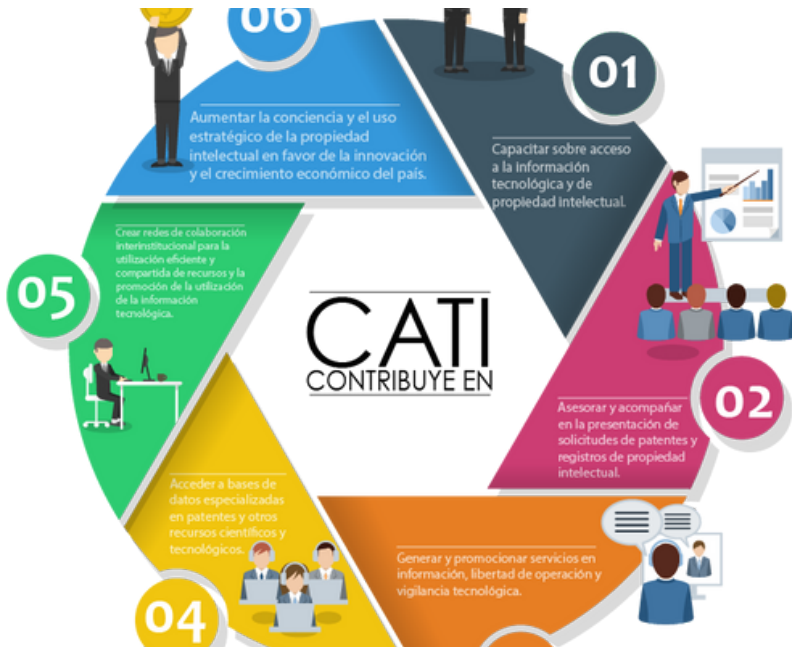 CATI
CONTRIBUYE EN
01
Capacitar sobre acceso
a la información
tecnológica y de
propiedad intelectual.
02
Asesorar y acompañar
en la presentación de
solicitudes de patentes y
registros de propiedad
intelectual.
Generar y promocionar servicios en
información, libertad de operación y
vigilancia tecnológica.
04
Acceder a bases de
datos especializadas
en patentes y otros
recursos científicos y
tecnológicos.
05
Crear redes de colaboración
interinstitucional para la
utilización eficiente y
compartida de recursos y la
promoción de la utilización
de la información
tecnológica.
06
Aumentar la conciencia y el uso
estratégico de la propiedad
intelectual en favor de la innovación
y el crecimiento económico del país.